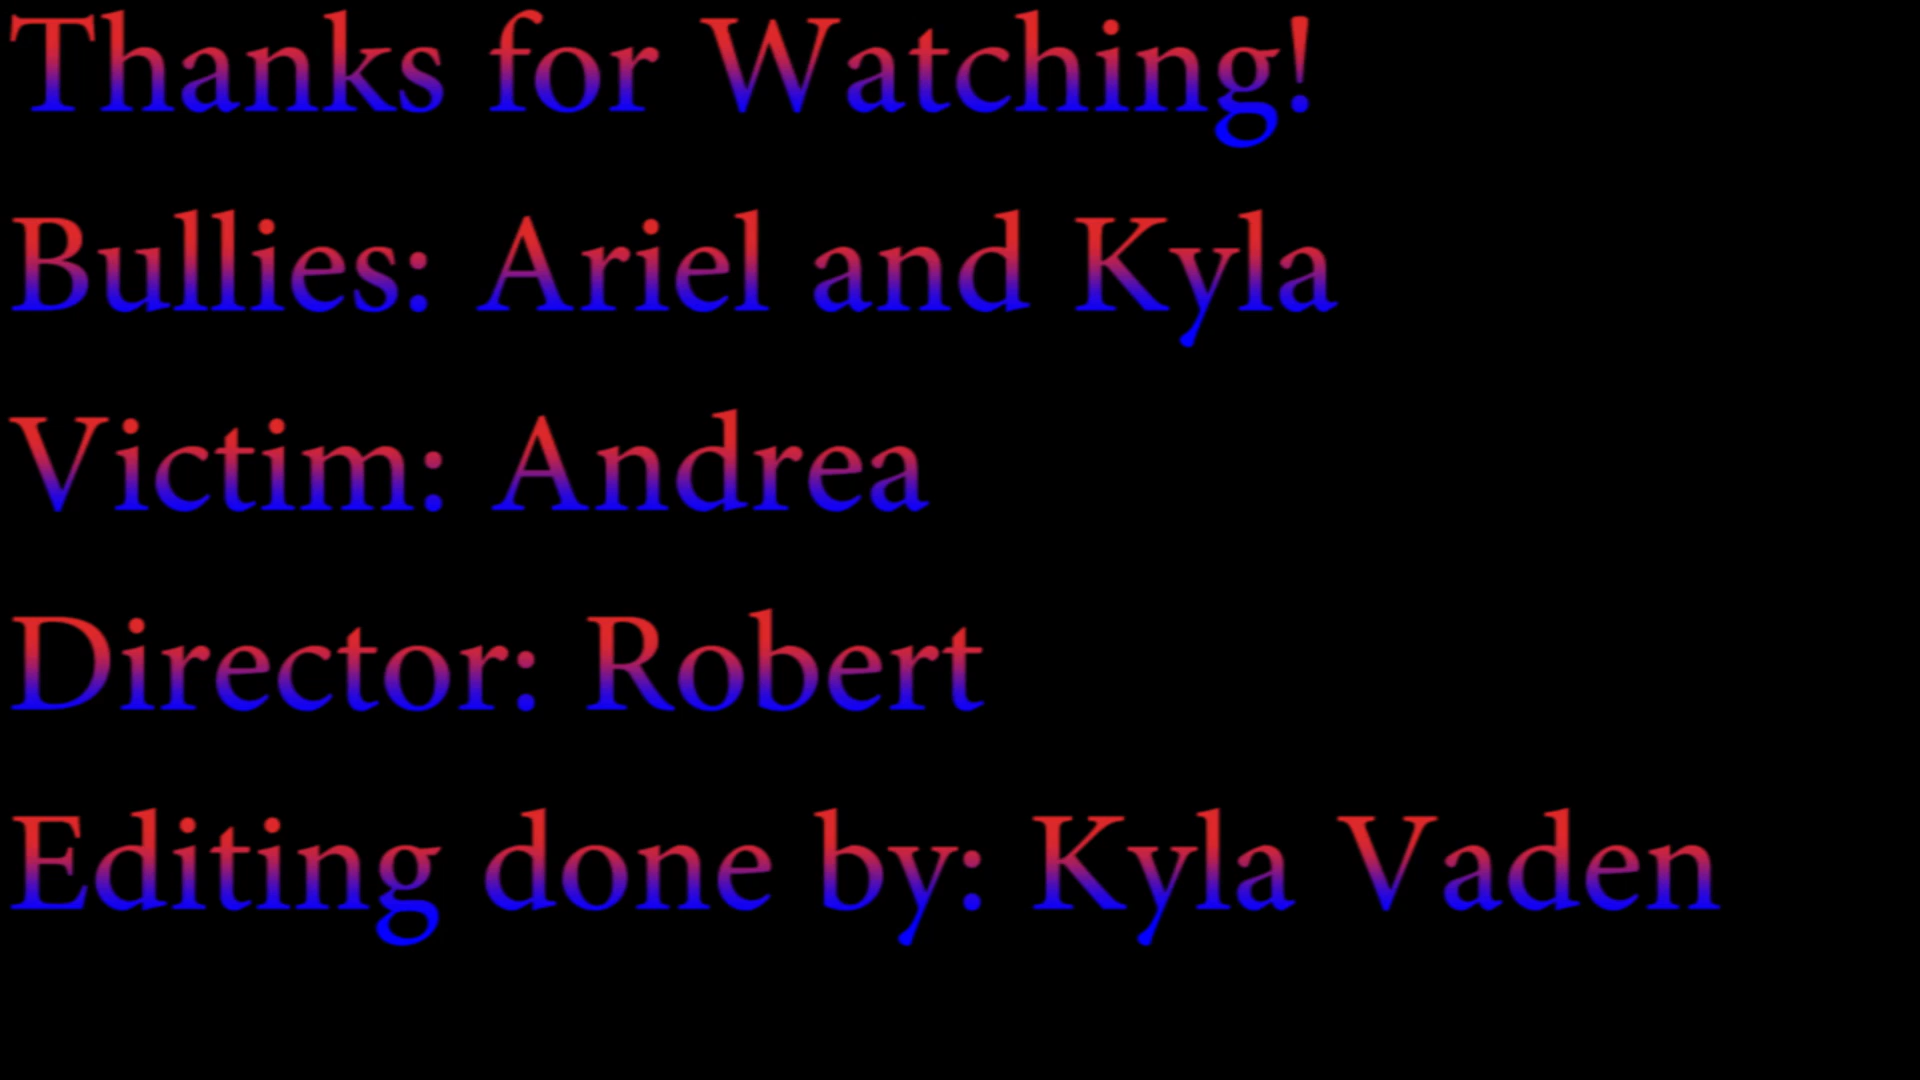 Thanks for Watching!
Bullies: Ariel and Kyla
Victim: Andrea
Director: Robert
Editing done by: Kyla Vaden